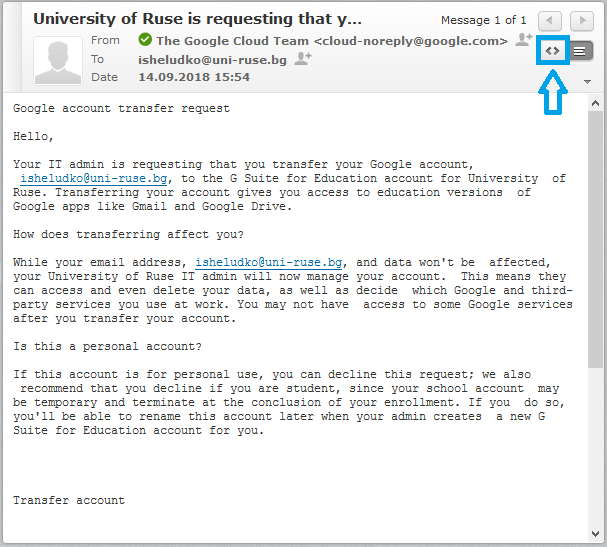 University of Ruse is requesting that y...
Message 1 of 1
From The Google Cloud Team <cloud-noreply@google.com>
To isheludko@uni-ruse.bg
Date 14.09.2018 15:54
Google account transfer request
Hello,
Your IT admin is requesting that you transfer your Google account,
isheludko@uni-ruse.bg, to the G Suite for Education account for University of
Ruse. Transferring your account gives you access to education versions of
Google apps like Gmail and Google Drive.
How does transferring affect you?
While your email address, isheludko@uni-ruse.bg, and data won't be affected,
your University of Ruse IT admin will now manage your account. This means they
can access and even delete your data, as well as decide which Google and third-
party services you use at work. You may not have access to some Google services
after you transfer your account.
Is this a personal account?
If this account is for personal use, you can decline this request; we also
recommend that you decline if you are student, since your school account may
be temporary and terminate at the conclusion of your enrollment. If you do so,
you'll be able to rename this account later when your admin creates a new G
Suite for Education account for you.
Transfer account